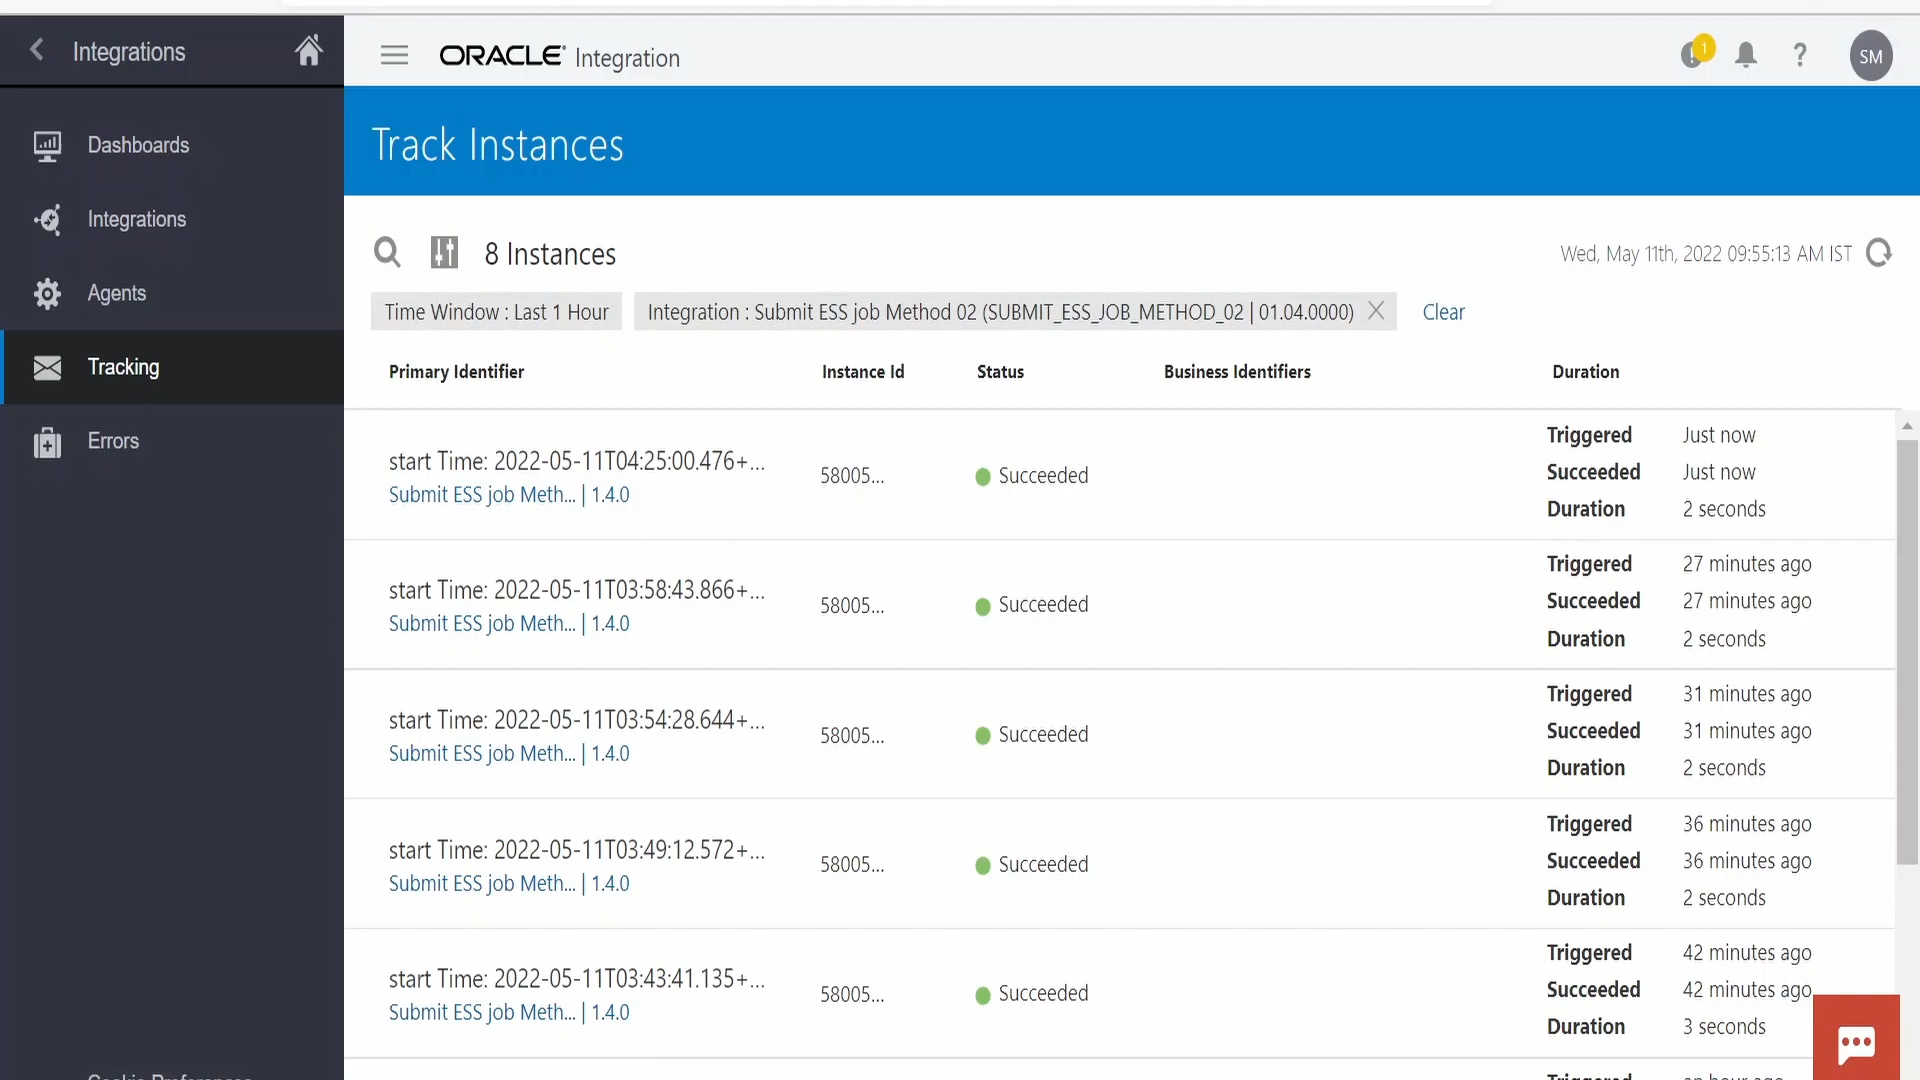 Integrations
ORACLE Integration
1
SM
Dashboards
Integrations
Agents
Tracking
Errors
Track Instances
8 Instances
Wed, May 11th, 2022 09:55:13 AM IST
Time Window : Last 1 Hour
Integration : Submit ESS job Method 02 (SUBMIT_ESS_JOB_METHOD_02 | 01.04.0000)
Clear
Primary Identifier Instance Id Status Business Identifiers Duration
start Time: 2022-05-11T04:25:00.476+...
Submit ESS job Meth... | 1.4.0
58005...
Succeeded
Triggered Just now
Succeeded Just now
Duration 2 seconds
start Time: 2022-05-11T03:58:43.866+...
Submit ESS job Meth... | 1.4.0
58005...
Succeeded
Triggered 27 minutes ago
Succeeded 27 minutes ago
Duration 2 seconds
start Time: 2022-05-11T03:54:28.644+...
Submit ESS job Meth... | 1.4.0
58005...
Succeeded
Triggered 31 minutes ago
Succeeded 31 minutes ago
Duration 2 seconds
start Time: 2022-05-11T03:49:12.572+...
Submit ESS job Meth... | 1.4.0
58005...
Succeeded
Triggered 36 minutes ago
Succeeded 36 minutes ago
Duration 2 seconds
start Time: 2022-05-11T03:43:41.135+...
Submit ESS job Meth... | 1.4.0
58005...
Succeeded
Triggered 42 minutes ago
Succeeded 42 minutes ago
Duration 3 seconds